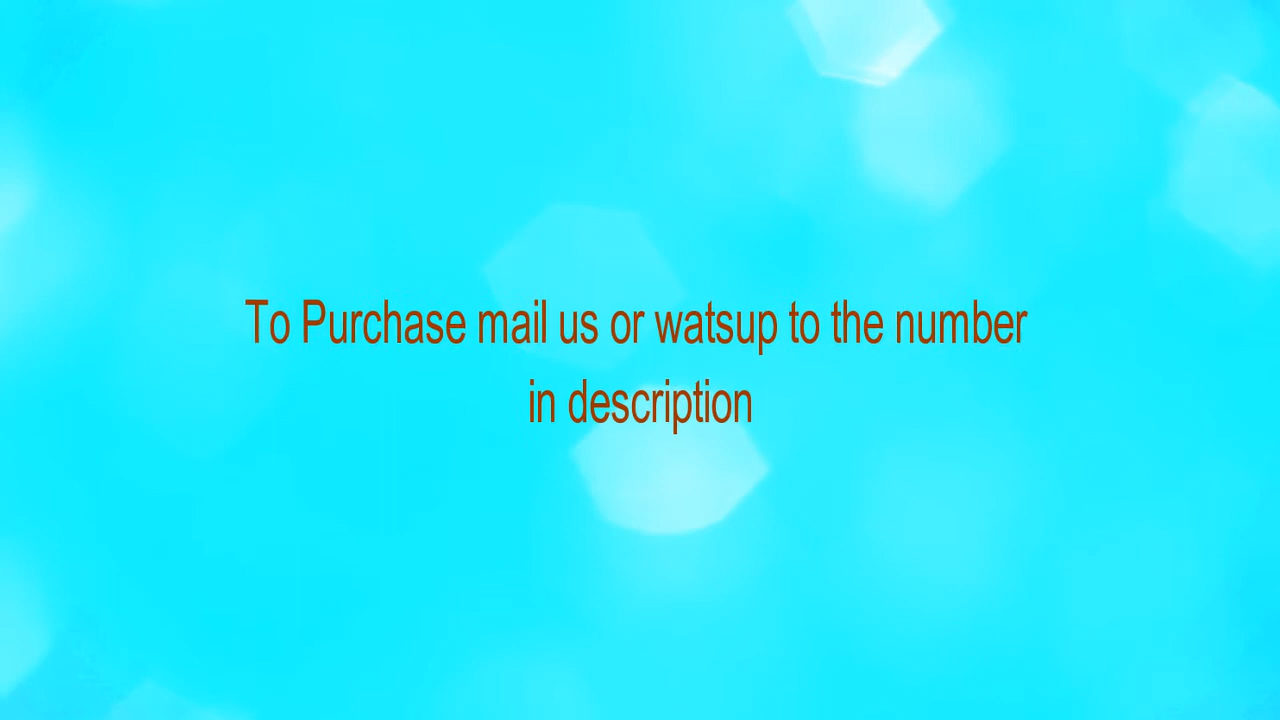 To Purchase mail us or watsup to the number
in description